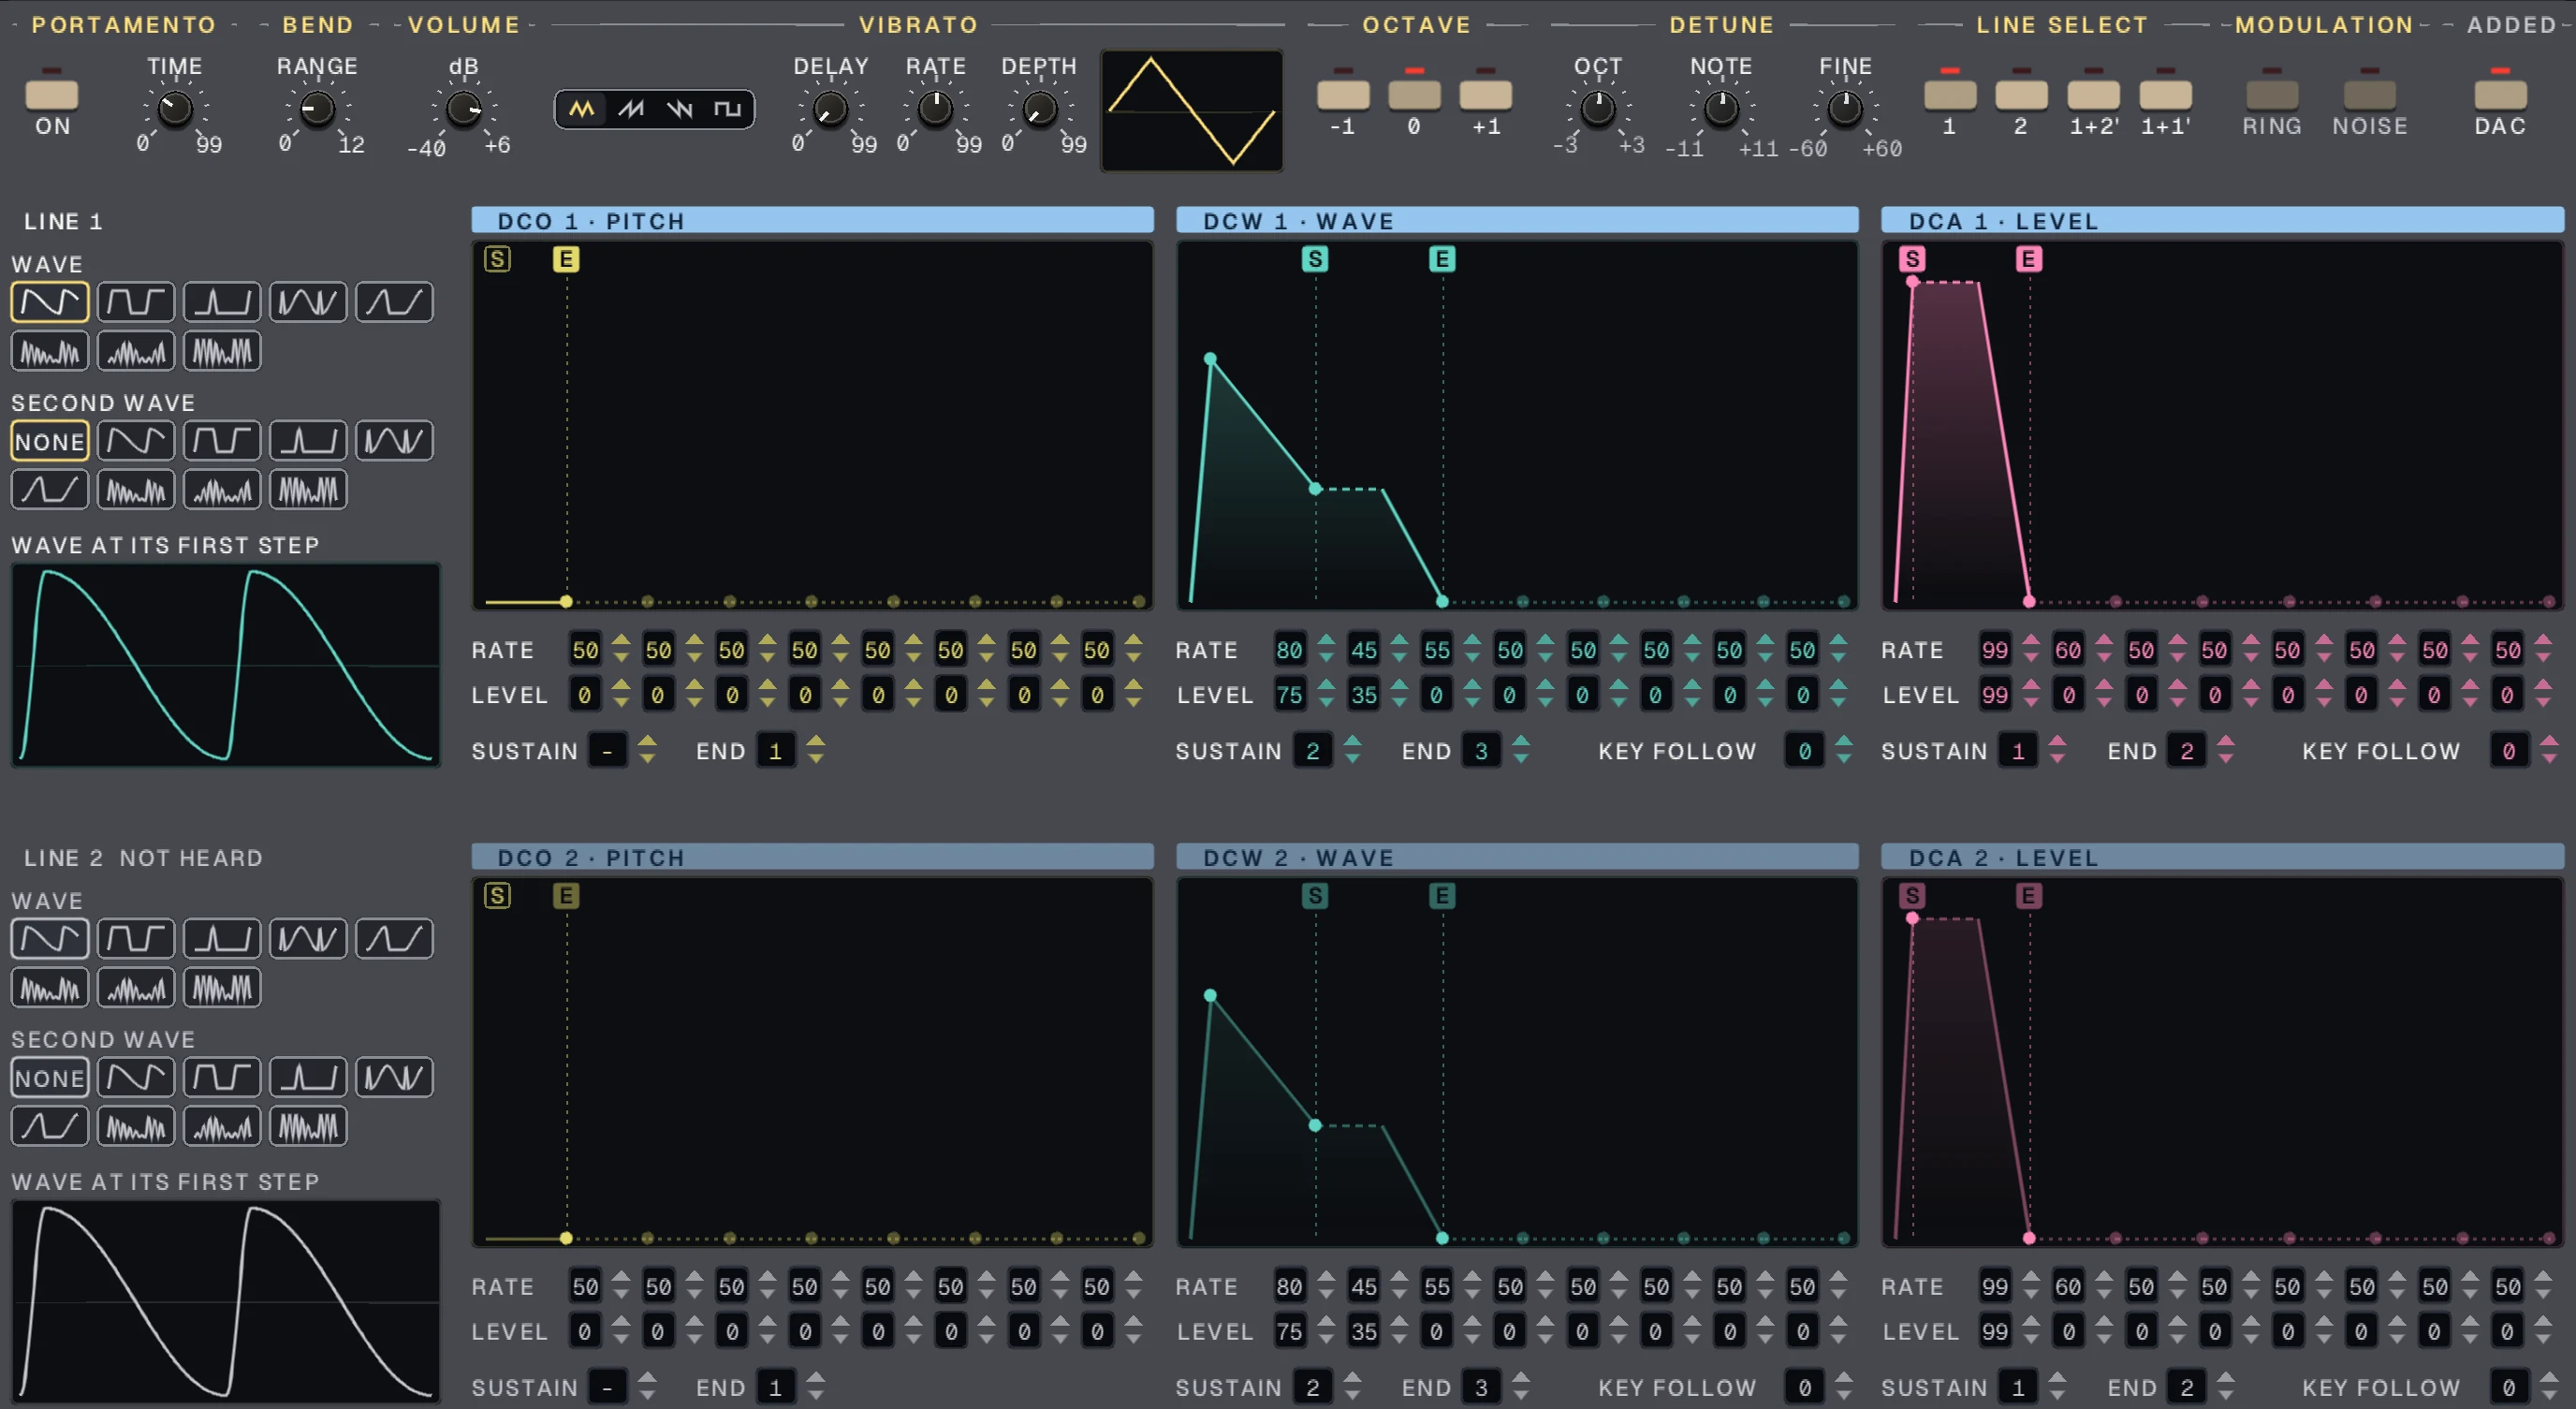 PORTAMENTO BEND VOLUME VIBRATO OCTAVE DETUNE LINE SELECT MODULATION ADDED
TIME RANGE dB DELAY RATE DEPTH OCT NOTE FINE
ON 0 99 0 12 -40 +6 0 99 0 99 0 99 -1 0 +1 -3 +3 -11 +11 -60 +60 1 2 1+2' 1+1' RING NOISE DAC
LINE 1 DCO 1 · PITCH DCW 1 · WAVE DCA 1 · LEVEL
S E S E S E
WAVE
SECOND WAVE
NONE
WAVE AT ITS FIRST STEP
RATE 50 50 50 50 50 50 50 50 RATE 80 45 55 50 50 50 50 50 RATE 99 60 50 50 50 50 50 50
LEVEL 0 0 0 0 0 0 0 0 LEVEL 75 35 0 0 0 0 0 0 LEVEL 99 0 0 0 0 0 0 0
SUSTAIN - END 1 SUSTAIN 2 END 3 KEY FOLLOW 0 SUSTAIN 1 END 2 KEY FOLLOW 0
LINE 2 NOT HEARD DCO 2 · PITCH DCW 2 · WAVE DCA 2 · LEVEL
S E S E S E
WAVE
SECOND WAVE
NONE
WAVE AT ITS FIRST STEP
RATE 50 50 50 50 50 50 50 50 RATE 80 45 55 50 50 50 50 50 RATE 99 60 50 50 50 50 50 50
LEVEL 0 0 0 0 0 0 0 0 LEVEL 75 35 0 0 0 0 0 0 LEVEL 99 0 0 0 0 0 0 0
SUSTAIN - END 1 SUSTAIN 2 END 3 KEY FOLLOW 0 SUSTAIN 1 END 2 KEY FOLLOW 0